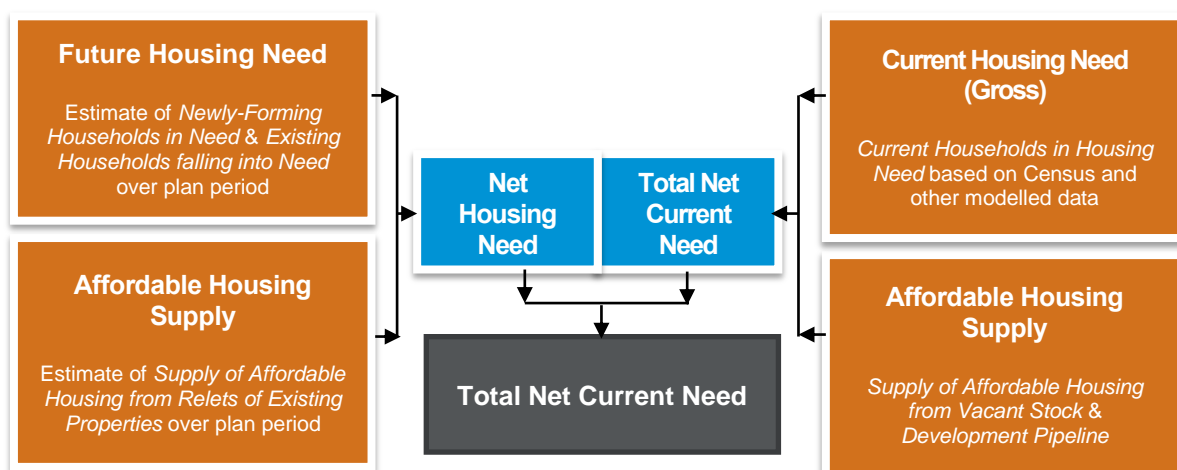 Future Housing Need
Estimate of Newly-Forming
Households in Need & Existing
Households falling into Need
over plan period
Affordable Housing
Supply
Estimate of Supply of Affordable
Housing from Relets of Existing
Properties over plan period
Net
Housing
Need
Total Net
Current
Need
Total Net Current Need
Current Housing Need
(Gross)
Current Households in Housing
Need based on Census and
other modelled data
Affordable Housing
Supply
Supply of Affordable Housing
from Vacant Stock &
Development Pipeline